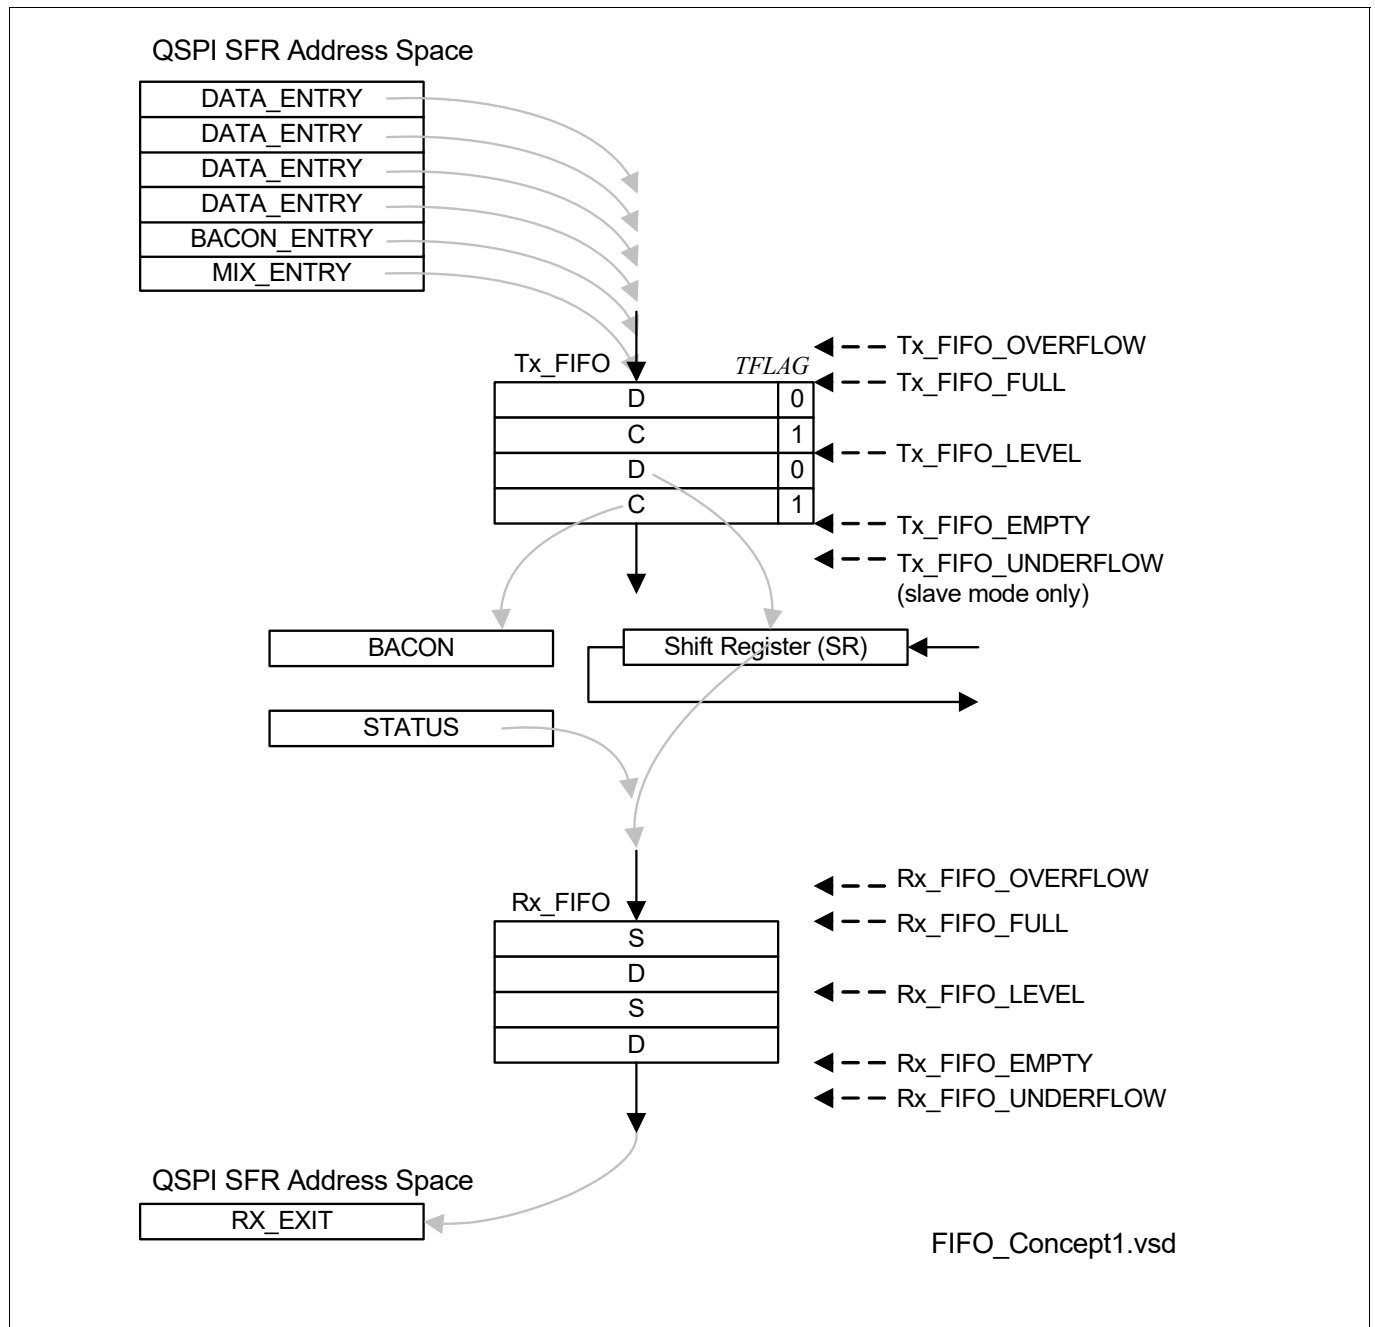 QSPI SFR Address Space
DATA_ENTRY
DATA_ENTRY
DATA_ENTRY
DATA_ENTRY
BACON_ENTRY
MIX_ENTRY
Tx_FIFO
TFLAG
D 0
C 1
D 0
C 1
Tx_FIFO_OVERFLOW
Tx_FIFO_FULL
Tx_FIFO_LEVEL
Tx_FIFO_EMPTY
Tx_FIFO_UNDERFLOW
(slave mode only)
BACON
Shift Register (SR)
STATUS
Rx_FIFO
S
D
S
D
Rx_FIFO_OVERFLOW
Rx_FIFO_FULL
Rx_FIFO_LEVEL
Rx_FIFO_EMPTY
Rx_FIFO_UNDERFLOW
QSPI SFR Address Space
RX_EXIT
FIFO_Concept1.vsd